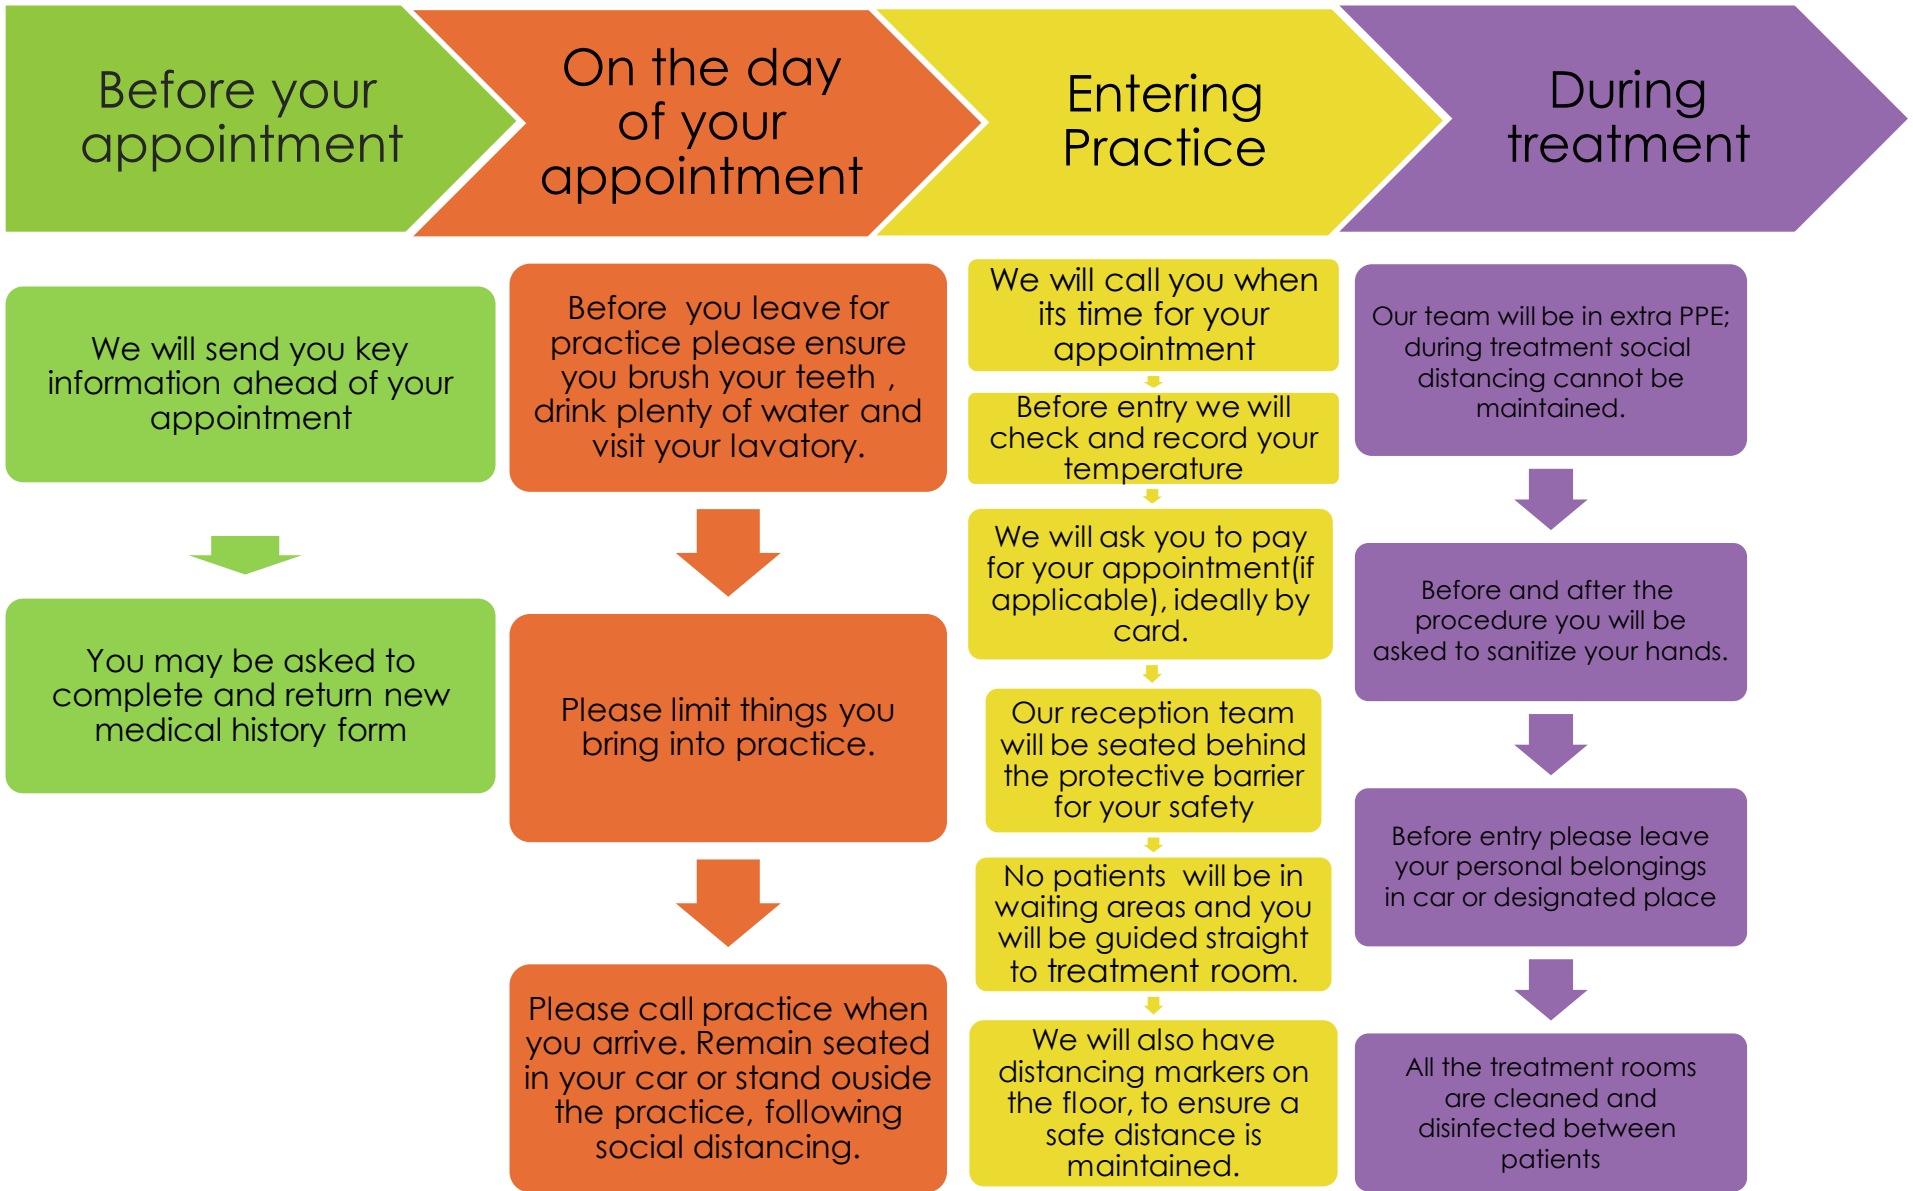 Before your
appointment
On the day
of your
appointment
Entering
Practice
During
treatment
We will send you key
information ahead of your
appointment
You may be asked to
complete and return new
medical history form
Before  you leave for
practice please ensure
you brush your teeth ,
drink plenty of water and
visit your lavatory.
Please limit things you
bring into practice.
Please call practice when
you arrive. Remain seated
in your car or stand ouside
the practice, following
social distancing.
We will call you when
its time for your
appointment
Before entry we will
check and record your
temperature
We will ask you to pay
for your appointment(if
applicable), ideally by
card.
Our reception team
will be seated behind
the protective barrier
for your safety
No patients  will be in
waiting areas and you
will be guided straight
to treatment room.
We will also have
distancing markers on
the floor, to ensure a
safe distance is
maintained.
Our team will be in extra PPE;
during treatment social
distancing cannot be
maintained.
Before and after the
procedure you will be
asked to sanitize your hands.
Before entry please leave
your personal belongings
in car or designated place
All the treatment rooms
are cleaned and
disinfected between
patients